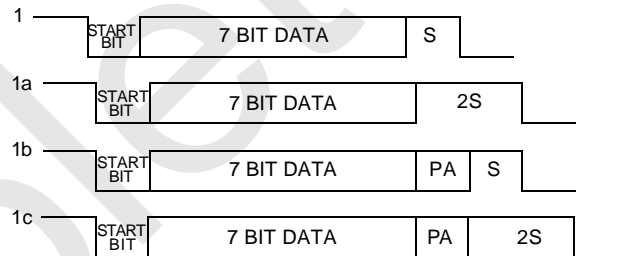 1 START BIT 7 BIT DATA S
1a START BIT 7 BIT DATA 2S
1b START BIT 7 BIT DATA PA S
1c START BIT 7 BIT DATA PA 2S